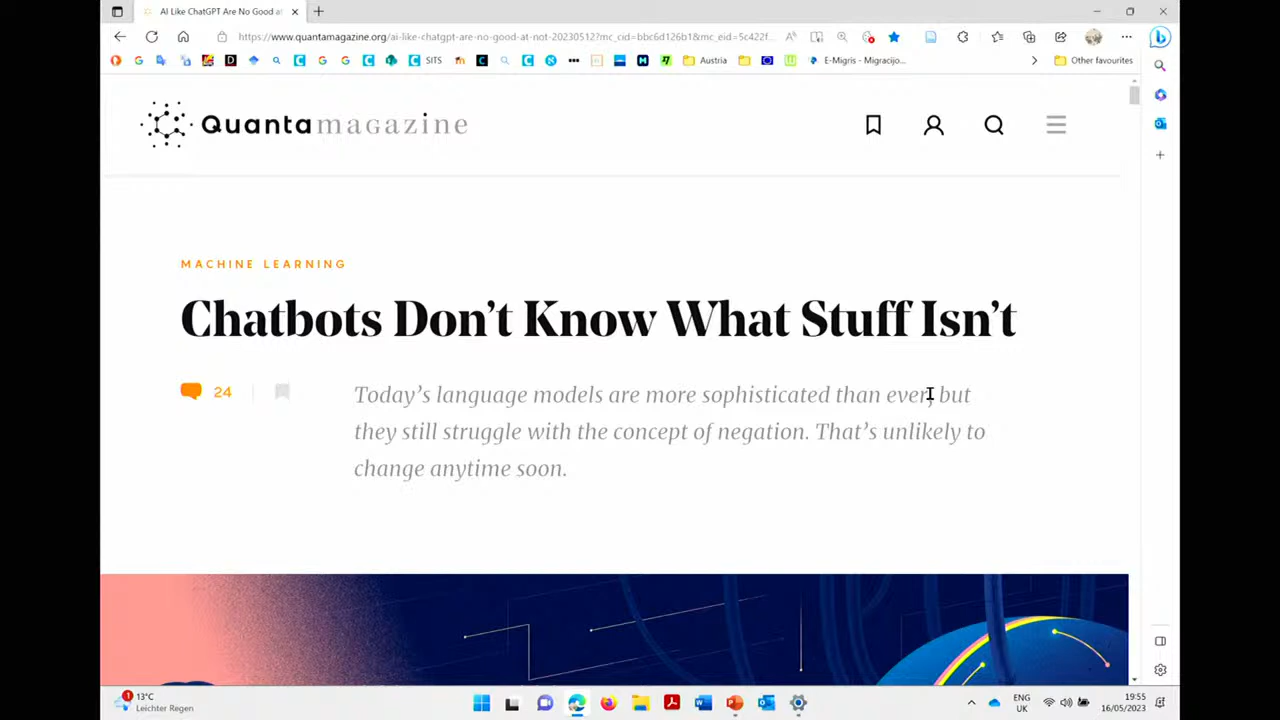 AI Like ChatGPT Are No Good at
https://www.quantamagazine.org/ai-like-chatgpt-are-no-good-at-not-20230512?mc_cid=bbc6d126b1&mc_eid=5c422f...
SITS
Austria
E-Migris - Migracijo...
Other favourites
Quantamagazine
MACHINE LEARNING
Chatbots Don’t Know What Stuff Isn’t
24
Today’s language models are more sophisticated than ever, but
they still struggle with the concept of negation. That’s unlikely to
change anytime soon.
1
13°C
Leichter Regen
ENG
UK
19:55
16/05/2023